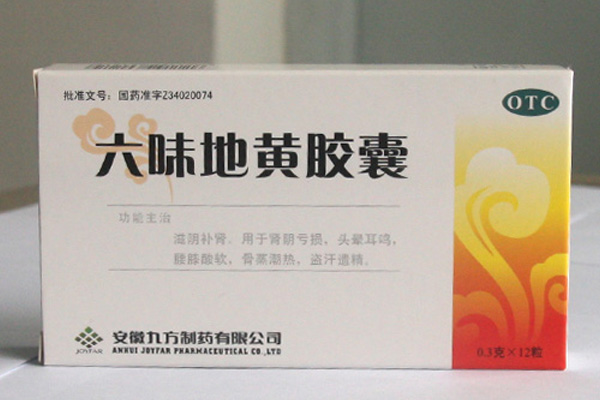 批准文号：国药准字Z34020074
OTC
六味地黄胶囊
功能主治
滋阴补肾。用于肾阴亏损，头晕耳鸣，
腰膝酸软，骨蒸潮热，盗汗遗精。
JOYFAR
安徽九方制药有限公司
ANHUI JOYFAR PHARMACEUTICAL CO.,LTD
0.3克×12粒